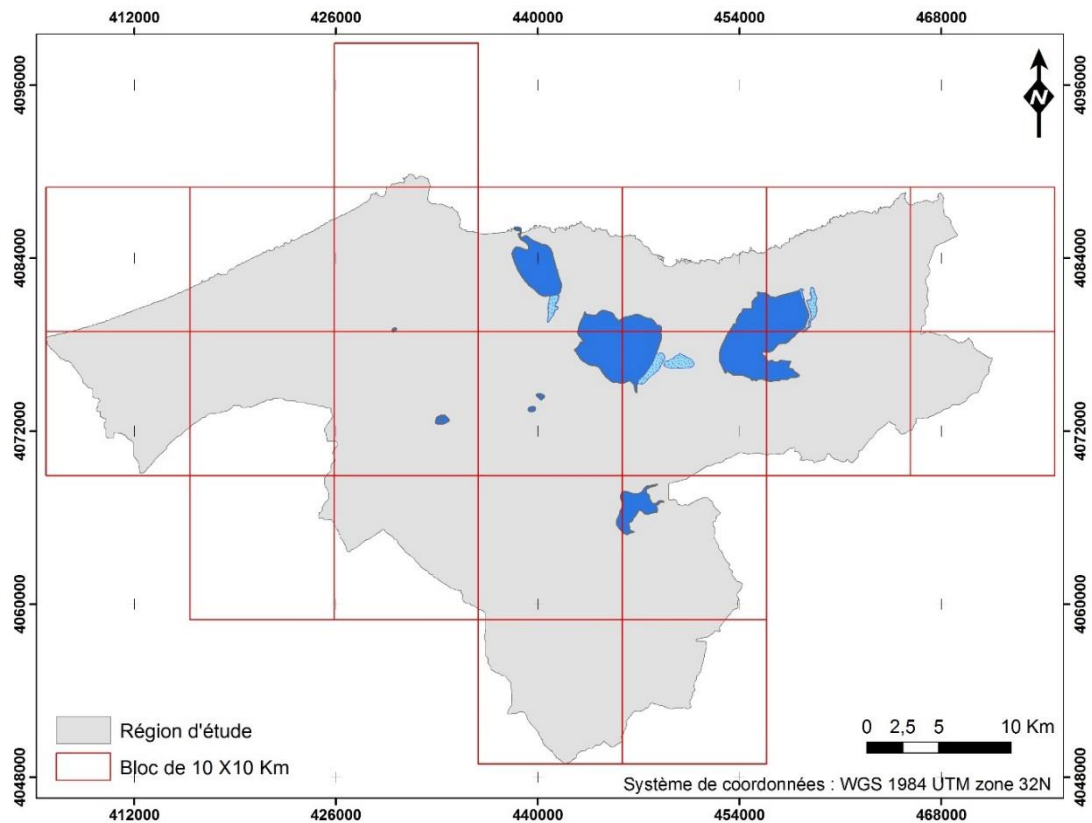 412000 426000 440000 454000 468000
4096000 4096000
N
4084000 4084000
4072000 4072000
4060000 4060000
4048000 4048000
Région d'étude
Bloc de 10 X10 Km
0 2,5 5 10 Km
Système de coordonnées : WGS 1984 UTM zone 32N
412000 426000 440000 454000 468000